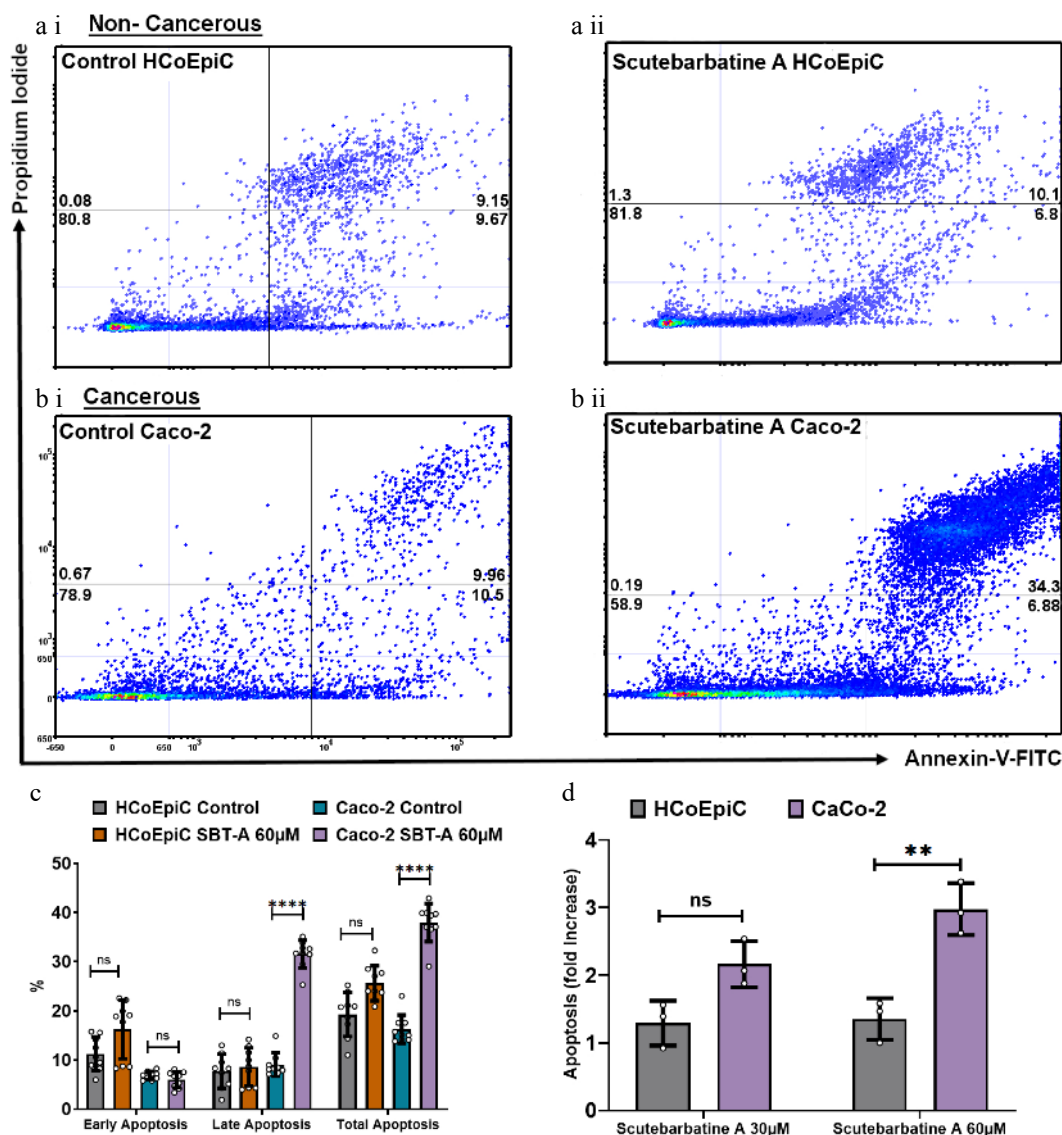 a i Non- Cancerous
a ii
Control HCoEpiC
Scutebarbatine A HCoEpiC
Propidium Iodide
0.08
80.8
9.15
9.67
1.3
81.8
10.1
6.8
b i Cancerous
b ii
Control Caco-2
Scutebarbatine A Caco-2
10^5
10^4
10^3
650
0
650
0.67
78.9
9.96
10.5
-650 0 650 10^3 10^4 10^5
0.19
58.9
34.3
6.88
Annexin-V-FITC
c
HCoEpiC Control
Caco-2 Control
HCoEpiC SBT-A 60µM
Caco-2 SBT-A 60µM
%
50
40
30
20
10
0
ns
ns
ns
****
ns
****
Early Apoptosis Late Apoptosis Total Apoptosis
d
HCoEpiC CaCo-2
Apoptosis (fold Increase)
4
3
2
1
0
ns
**
Scutebarbatine A 30µM Scutebarbatine A 60µM